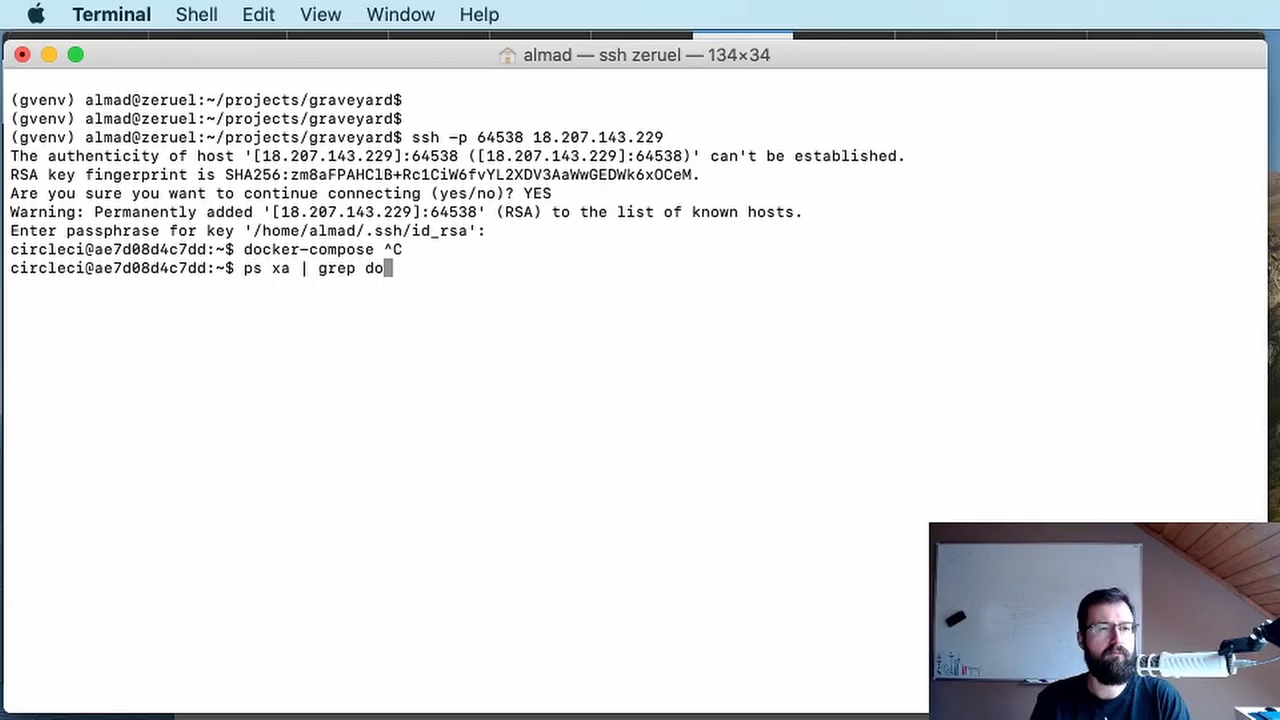 Terminal Shell Edit View Window Help
almad — ssh zeruel — 134×34
(gvenv) almad@zeruel:~/projects/graveyard$
(gvenv) almad@zeruel:~/projects/graveyard$
(gvenv) almad@zeruel:~/projects/graveyard$ ssh -p 64538 18.207.143.229
The authenticity of host '[18.207.143.229]:64538 ([18.207.143.229]:64538)' can't be established.
RSA key fingerprint is SHA256:zm8aFPAHClB+Rc1CiW6fvYL2XDV3AaWwGEDWk6xOCeM.
Are you sure you want to continue connecting (yes/no)? YES
Warning: Permanently added '[18.207.143.229]:64538' (RSA) to the list of known hosts.
Enter passphrase for key '/home/almad/.ssh/id_rsa':
circleci@ae7d08d4c7dd:~$ docker-compose ^C
circleci@ae7d08d4c7dd:~$ ps xa | grep do